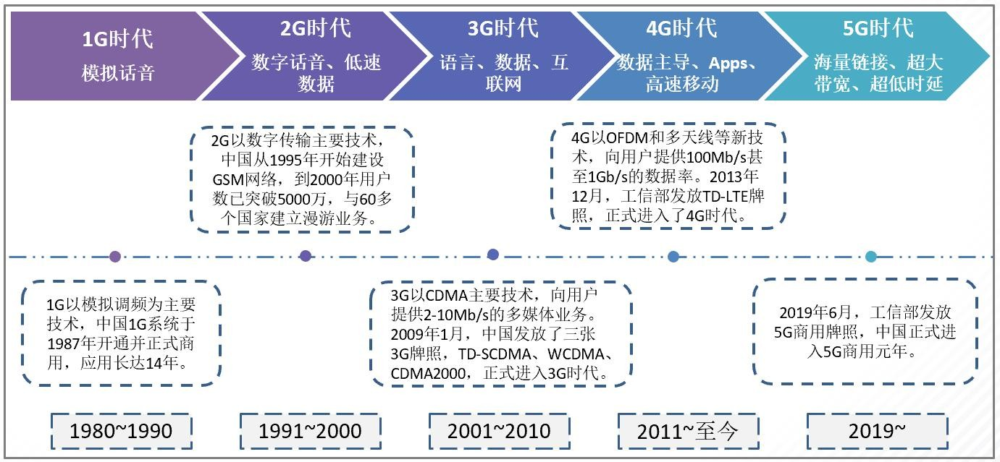 1G时代
模拟话音
2G时代
数字话音、低速
数据
3G时代
语言、数据、互
联网
4G时代
数据主导、Apps、
高速移动
5G时代
海量链接、超大
带宽、超低时延
2G以数字传输主要技术，
中国从1995年开始建设
GSM网络，到2000年用户
数已突破5000万，与60多
个国家建立漫游业务。
4G以OFDM和多天线等新技
术，向用户提供100Mb/s甚
至1Gb/s的数据率。2013年
12月，工信部发放TD-LTE牌
照，正式进入了4G时代。
1G以模拟调频为主要
技术，中国1G系统于
1987年开通并正式商
用，应用长达14年。
3G以CDMA主要技术，向用户
提供2-10Mb/s的多媒体业务。
2009年1月，中国发放了三张
3G牌照，TD-SCDMA、WCDMA、
CDMA2000，正式进入3G时代。
2019年6月，工信部发放
5G商用牌照，中国正式进
入5G商用元年。
1980~1990
1991~2000
2001~2010
2011~至今
2019~